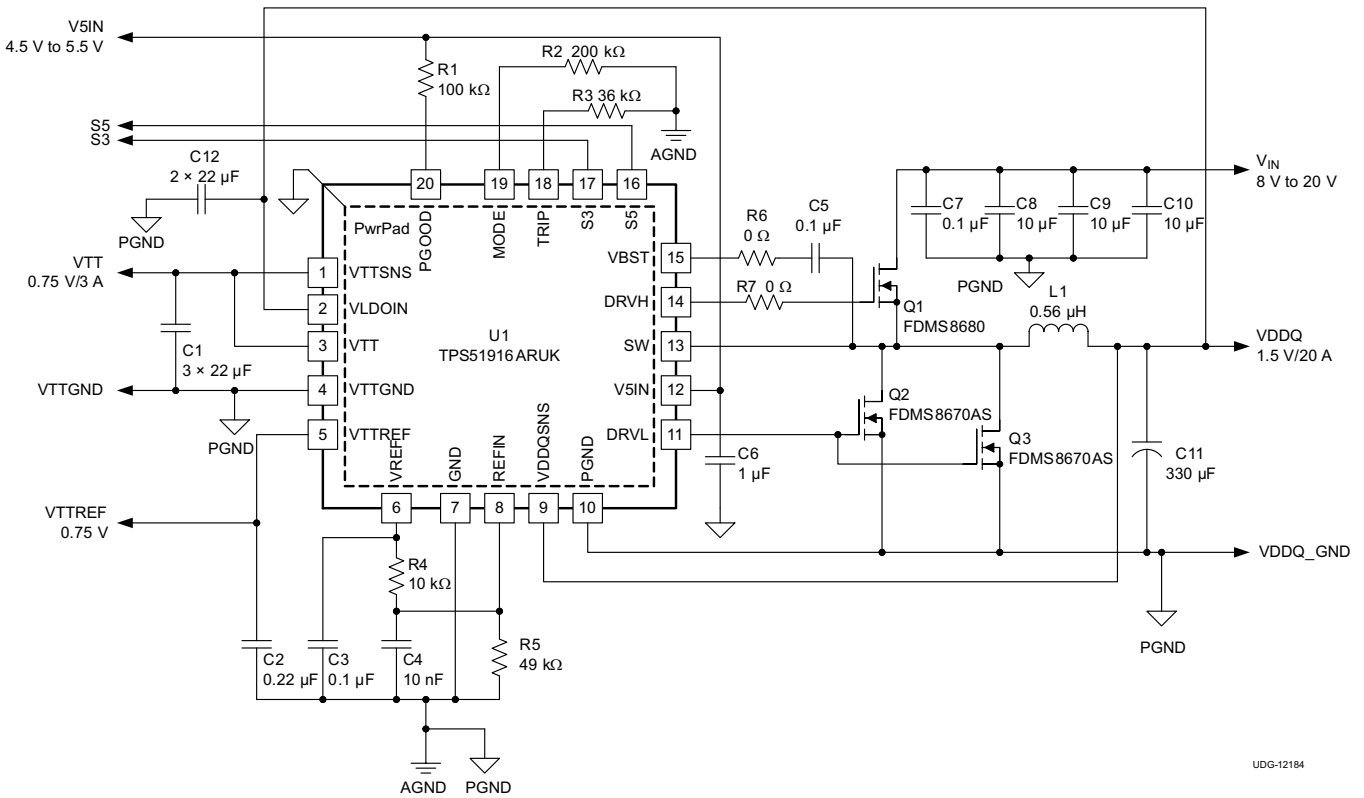 V5IN
4.5 V to 5.5 V
R1
100 kΩ
R2 200 kΩ
R3 36 kΩ
AGND
S5
S3
C12
2 × 22 µF
PGND
20
19
18
17
16
PGOOD
MODE
TRIP
S3
S5
PwrPad
VTT
0.75 V/3 A
C1
3 × 22 µF
VTTGND
PGND
VTTREF
0.75 V
1
VTTSNS
2
VLDOIN
3
VTT
4
VTTGND
5
VTTREF
U1
TPS51916ARUK
VBST
15
DRVH
14
SW
13
V5IN
12
DRVL
11
VREF
GND
REFIN
VDDQSNS
PGND
6
7
8
9
10
R6
0 Ω
C5
0.1 µF
R7 0 Ω
Q1
FDMS8680
VIN
8 V to 20 V
C7
0.1 µF
C8
10 µF
C9
10 µF
C10
10 µF
PGND
L1
0.56 µH
VDDQ
1.5 V/20 A
Q2
FDMS8670AS
Q3
FDMS8670AS
C6
1 µF
C11
330 µF
VDDQ_GND
PGND
R4
10 kΩ
R5
49 kΩ
C2
0.22 µF
C3
0.1 µF
C4
10 nF
AGND
PGND
UDG-12184